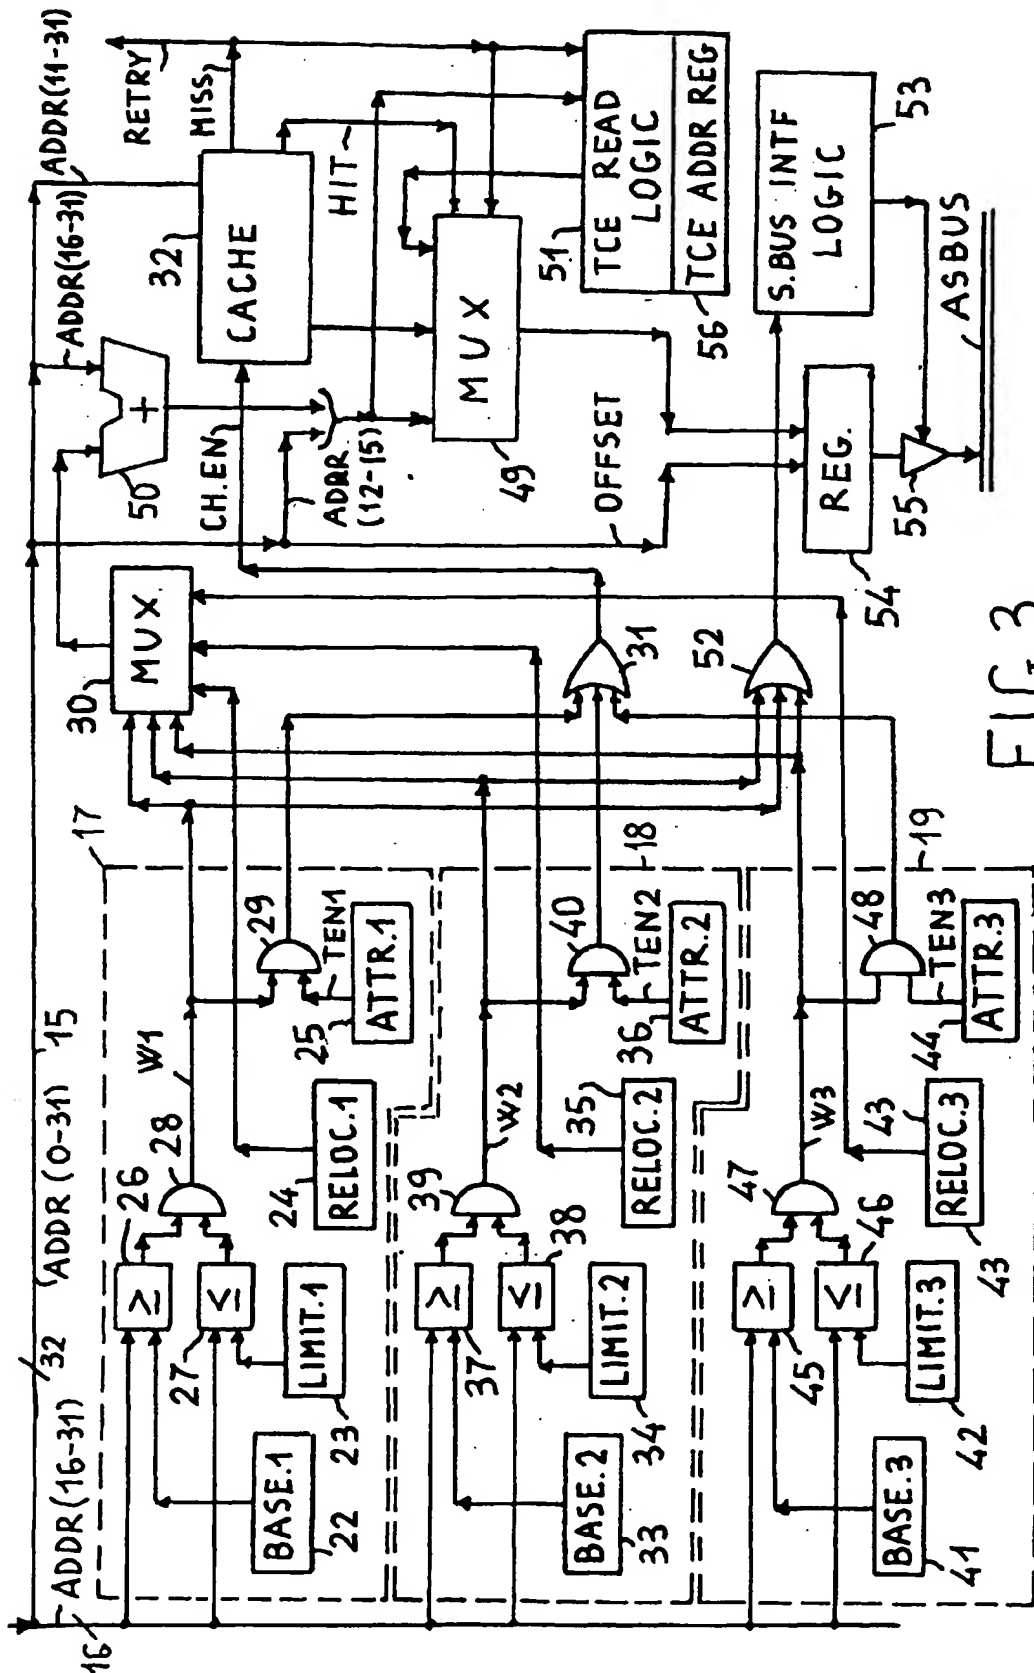 ADDR(16-31)
16
32
ADDR(0-31)
15
17
26
W1
28
≥
29
27
≤
24
RELOC.1
25
ATTR.1
TEN1
LIMIT.1
23
BASE.1
22
39
W2
≥
37
≤
38
35
RELOC.2
36
ATTR.2
TEN2
40
18
LIMIT.2
34
BASE.2
33
47
W3
≥
45
≤
46
43
RELOC.3
43
44
ATTR.3
TEN3
48
19
LIMIT.3
42
BASE.3
41
30
MUX
31
52
50
+
ADDR(16-31)
ADDR(11-31)
RETRY
MISS
32
CACHE
CH.EN
HIT
ADRR
(12-15)
MUX
49
OFFSET
51
TCE READ
LOGIC
TCE ADDR REG
56
S.BUS INTF
LOGIC
53
REG.
54
55
ASBUS
FIG. 3